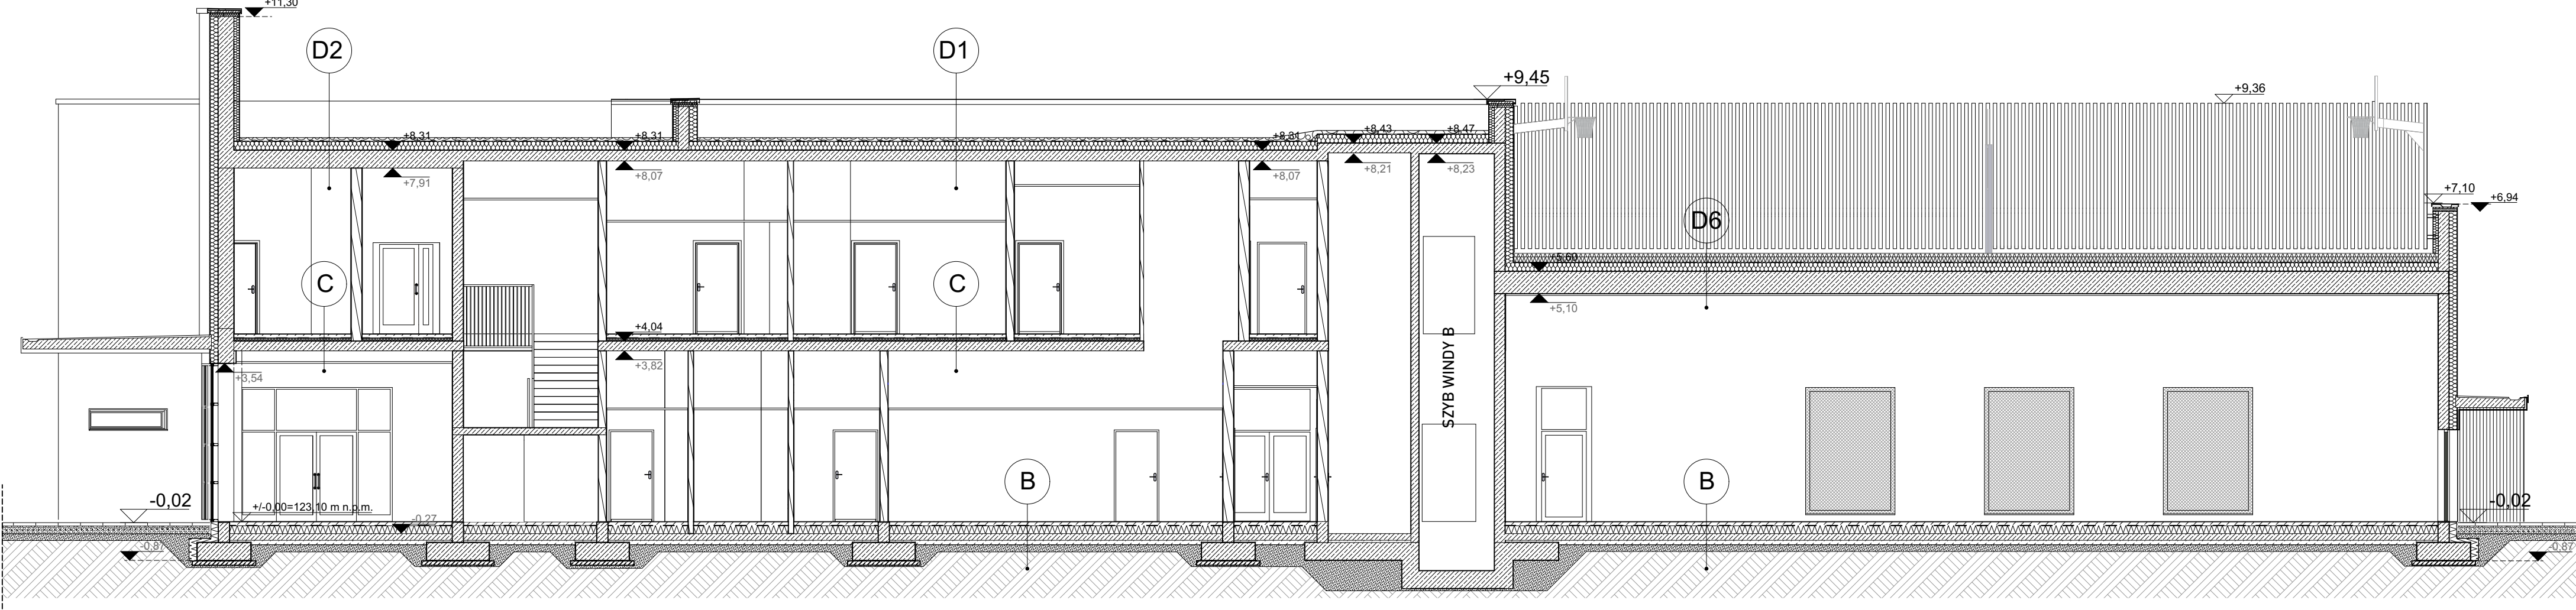 +11,30
D2
D1
+9,45
+9,36
+8,31
+8,31
+8,31
+8,43
+8,47
+7,91
+8,07
+8,07
+8,21
+8,23
+7,10
+6,94
D6
+5,60
+5,10
C
C
+4,04
+3,82
+3,54
SZYB WINDY B
B
B
-0,02
+/-0,00=123,10 m n.p.m.
-0,27
-0,02
-0,87
-0,87